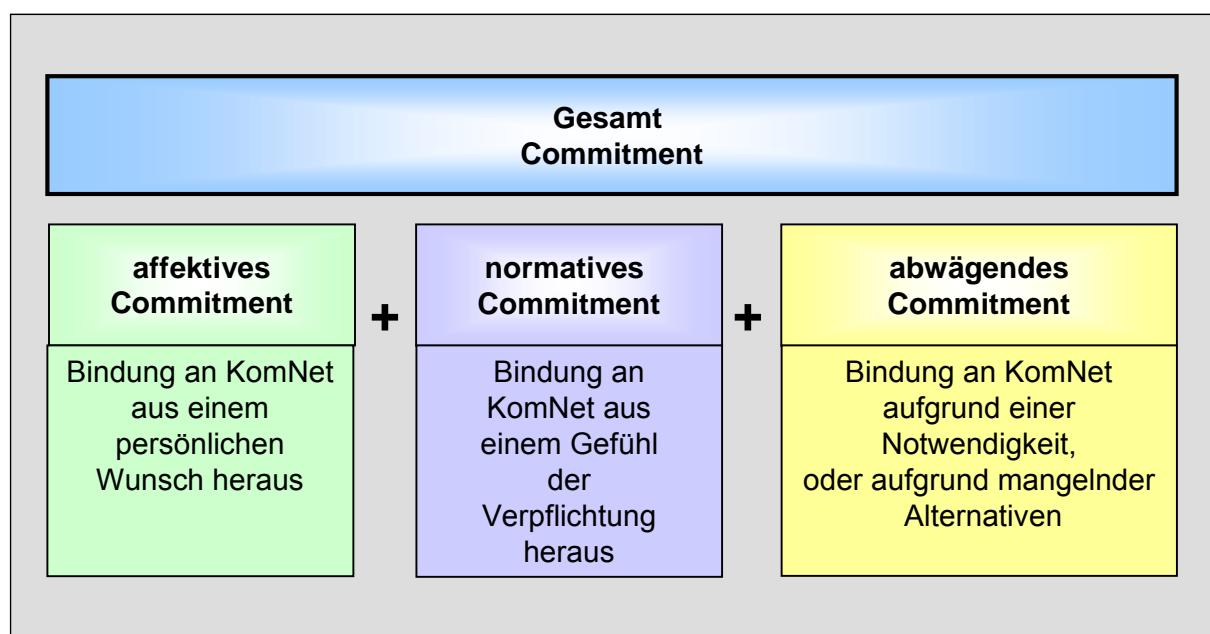 Gesamt
Commitment
affektives
Commitment
+
normatives
Commitment
+
abwägendes
Commitment
Bindung an KomNet
aus einem
persönlichen
Wunsch heraus
Bindung an
KomNet aus
einem Gefühl
der
Verpflichtung
heraus
Bindung an KomNet
aufgrund einer
Notwendigkeit,
oder aufgrund mangelnder
Alternativen